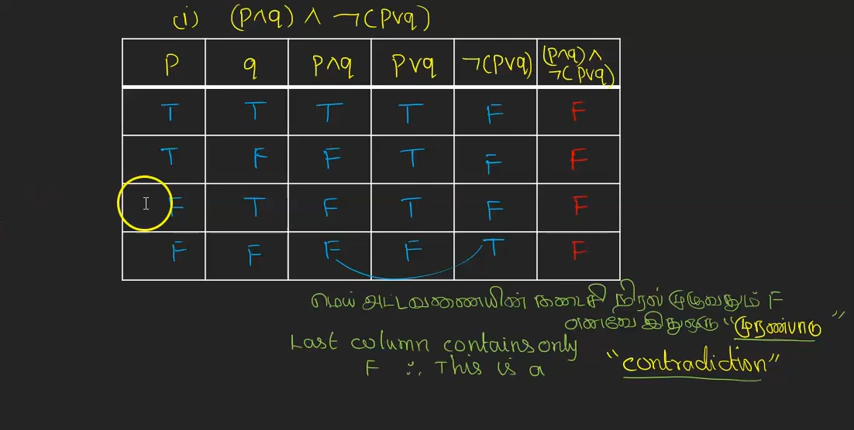 (i) (p∧q) ∧ ¬(p∨q)
p q p∧q p∨q ¬(p∨q) (p∧q)∧
¬(p∨q)
T T T T F F
T F F T F F
F T F T F F
F F F F T F
மெய் அட்டவணையின் கடைசி நிரல் முழுவதும் F
எனவே இது ஒரு "முரண்பாடு"
Last column contains only
F ∴ This is a "contradiction"